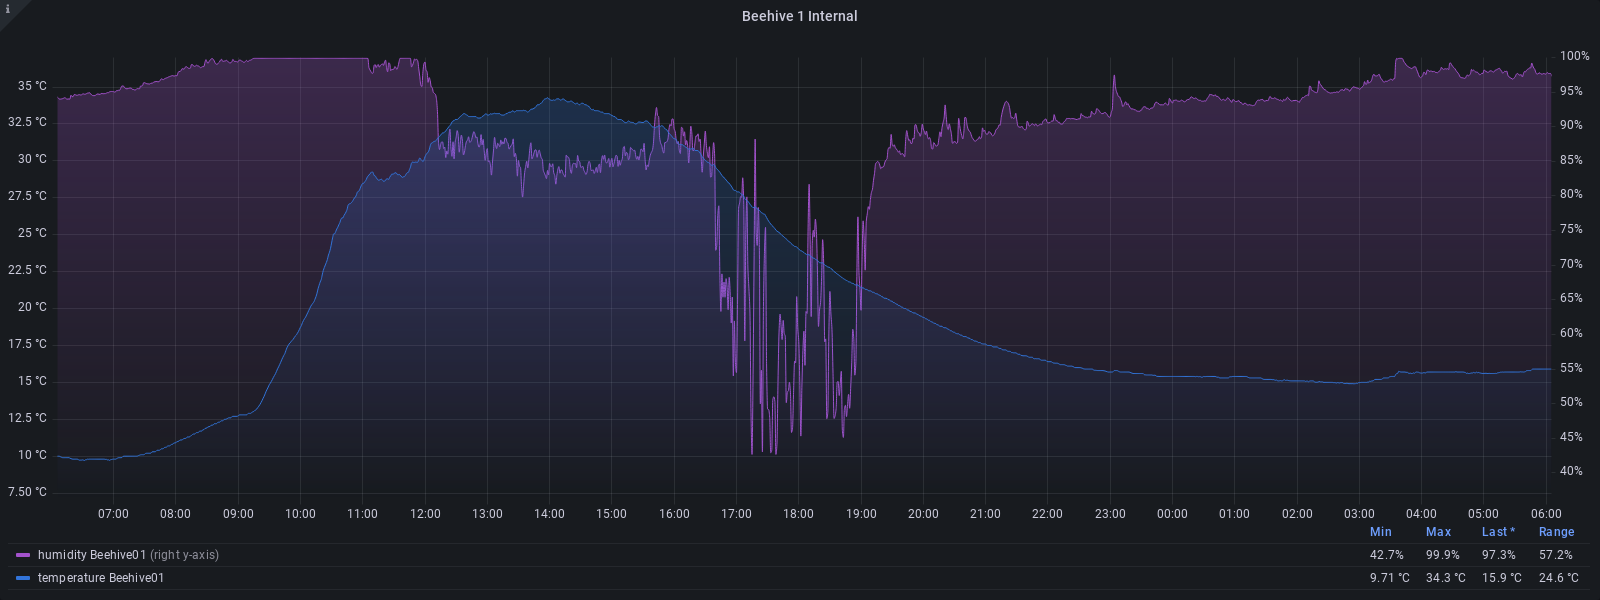 i
Beehive 1 Internal
100%
35 °C
95%
32.5 °C
90%
30 °C
85%
27.5 °C
80%
25 °C
75%
22.5 °C
70%
20 °C
65%
17.5 °C
60%
15 °C
55%
12.5 °C
50%
10 °C
45%
7.50 °C
40%
07:00 08:00 09:00 10:00 11:00 12:00 13:00 14:00 15:00 16:00 17:00 18:00 19:00 20:00 21:00 22:00 23:00 00:00 01:00 02:00 03:00 04:00 05:00 06:00
Min Max Last * Range
humidity Beehive01 (right y-axis) 42.7% 99.9% 97.3% 57.2%
temperature Beehive01 9.71 °C 34.3 °C 15.9 °C 24.6 °C